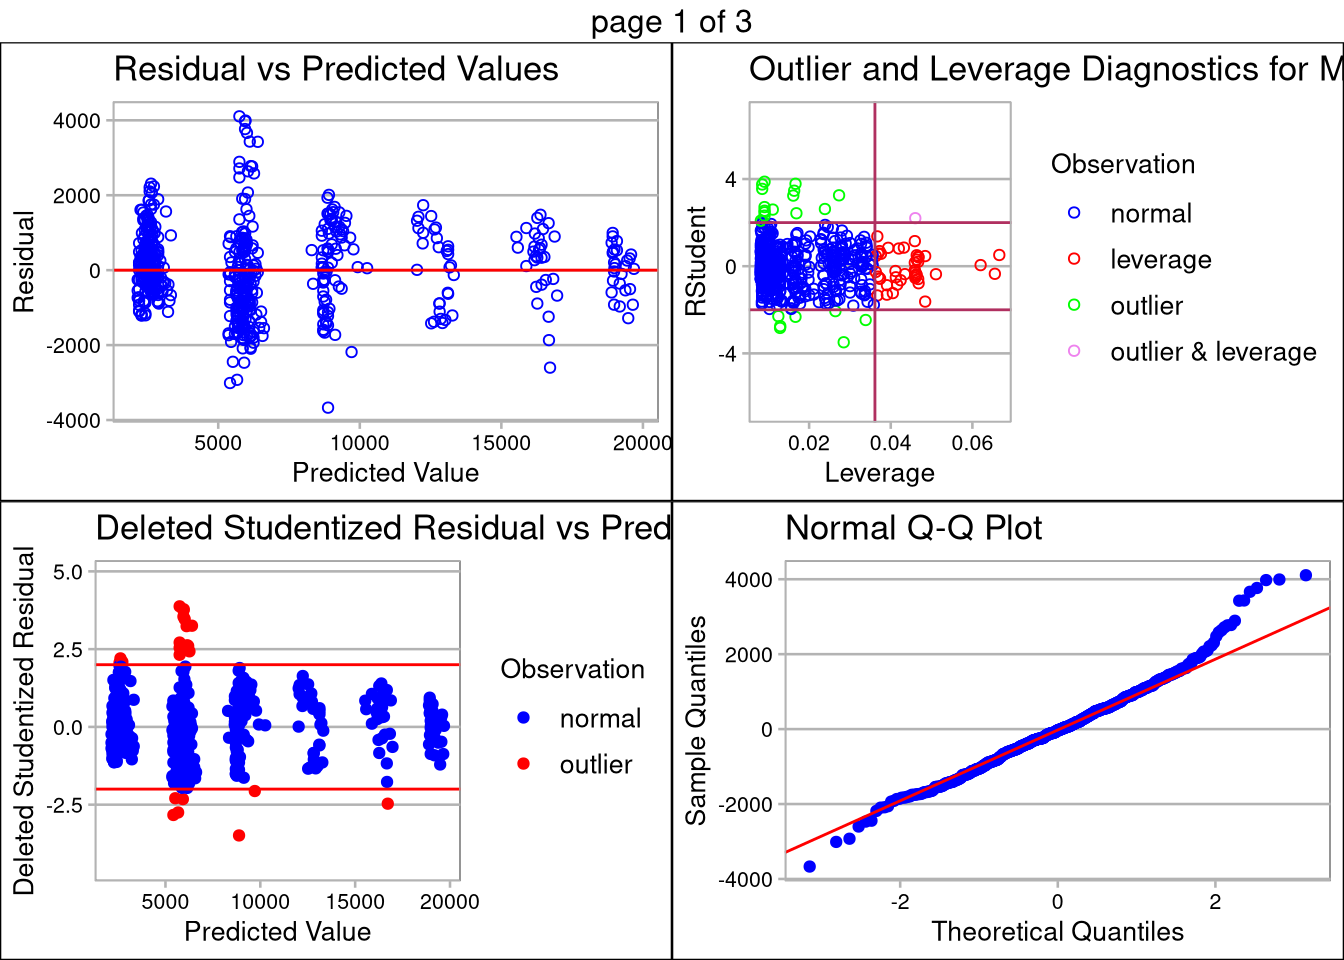 page 1 of 3
Residual vs Predicted Values
4000
2000
0
-2000
-4000
Residual
5000 10000 15000 20000
Predicted Value
Outlier and Leverage Diagnostics for M
4
0
-4
RStudent
0.02 0.04 0.06
Leverage
Observation
normal
leverage
outlier
outlier & leverage
Deleted Studentized Residual vs Pred
5.0
2.5
0.0
-2.5
Deleted Studentized Residual
5000 10000 15000 20000
Predicted Value
Observation
normal
outlier
Normal Q-Q Plot
4000
2000
0
-2000
-4000
Sample Quantiles
-2 0 2
Theoretical Quantiles